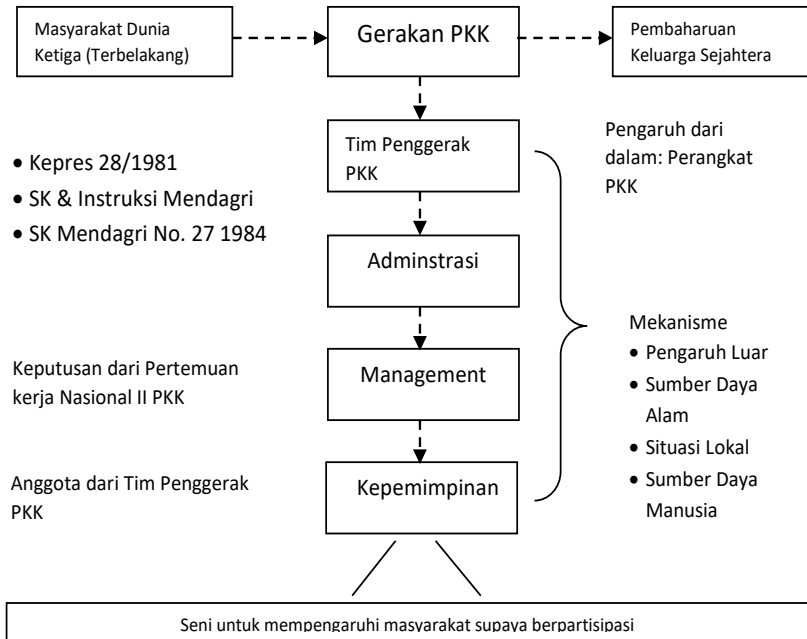 Masyarakat Dunia
Ketiga (Terbelakang)
Gerakan PKK
Pembaharuan
Keluarga Sejahtera
Tim Penggerak
PKK
Pengaruh dari
dalam: Perangkat
PKK
• Kepres 28/1981
• SK & Instruksi Mendagri
• SK Mendagri No. 27 1984
Adminstrasi
Keputusan dari Pertemuan
kerja Nasional II PKK
Management
Mekanisme
• Pengaruh Luar
• Sumber Daya
Alam
• Situasi Lokal
• Sumber Daya
Manusia
Anggota dari Tim Penggerak
PKK
Kepemimpinan
Seni untuk mempengaruhi masyarakat supaya berpartisipasi